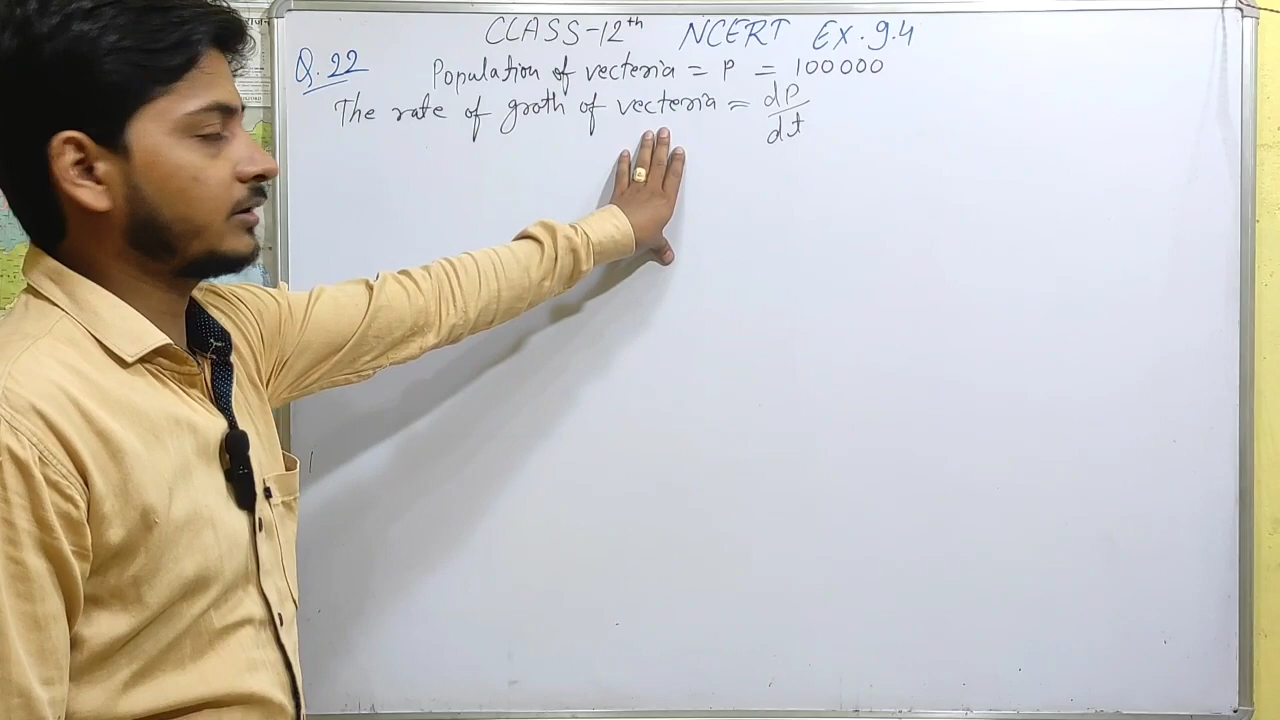 CLASS-12th NCERT Ex. 9.4
Q.22 Population of vecteria = P = 100000
The rate of groth of vecteria = dP/dt